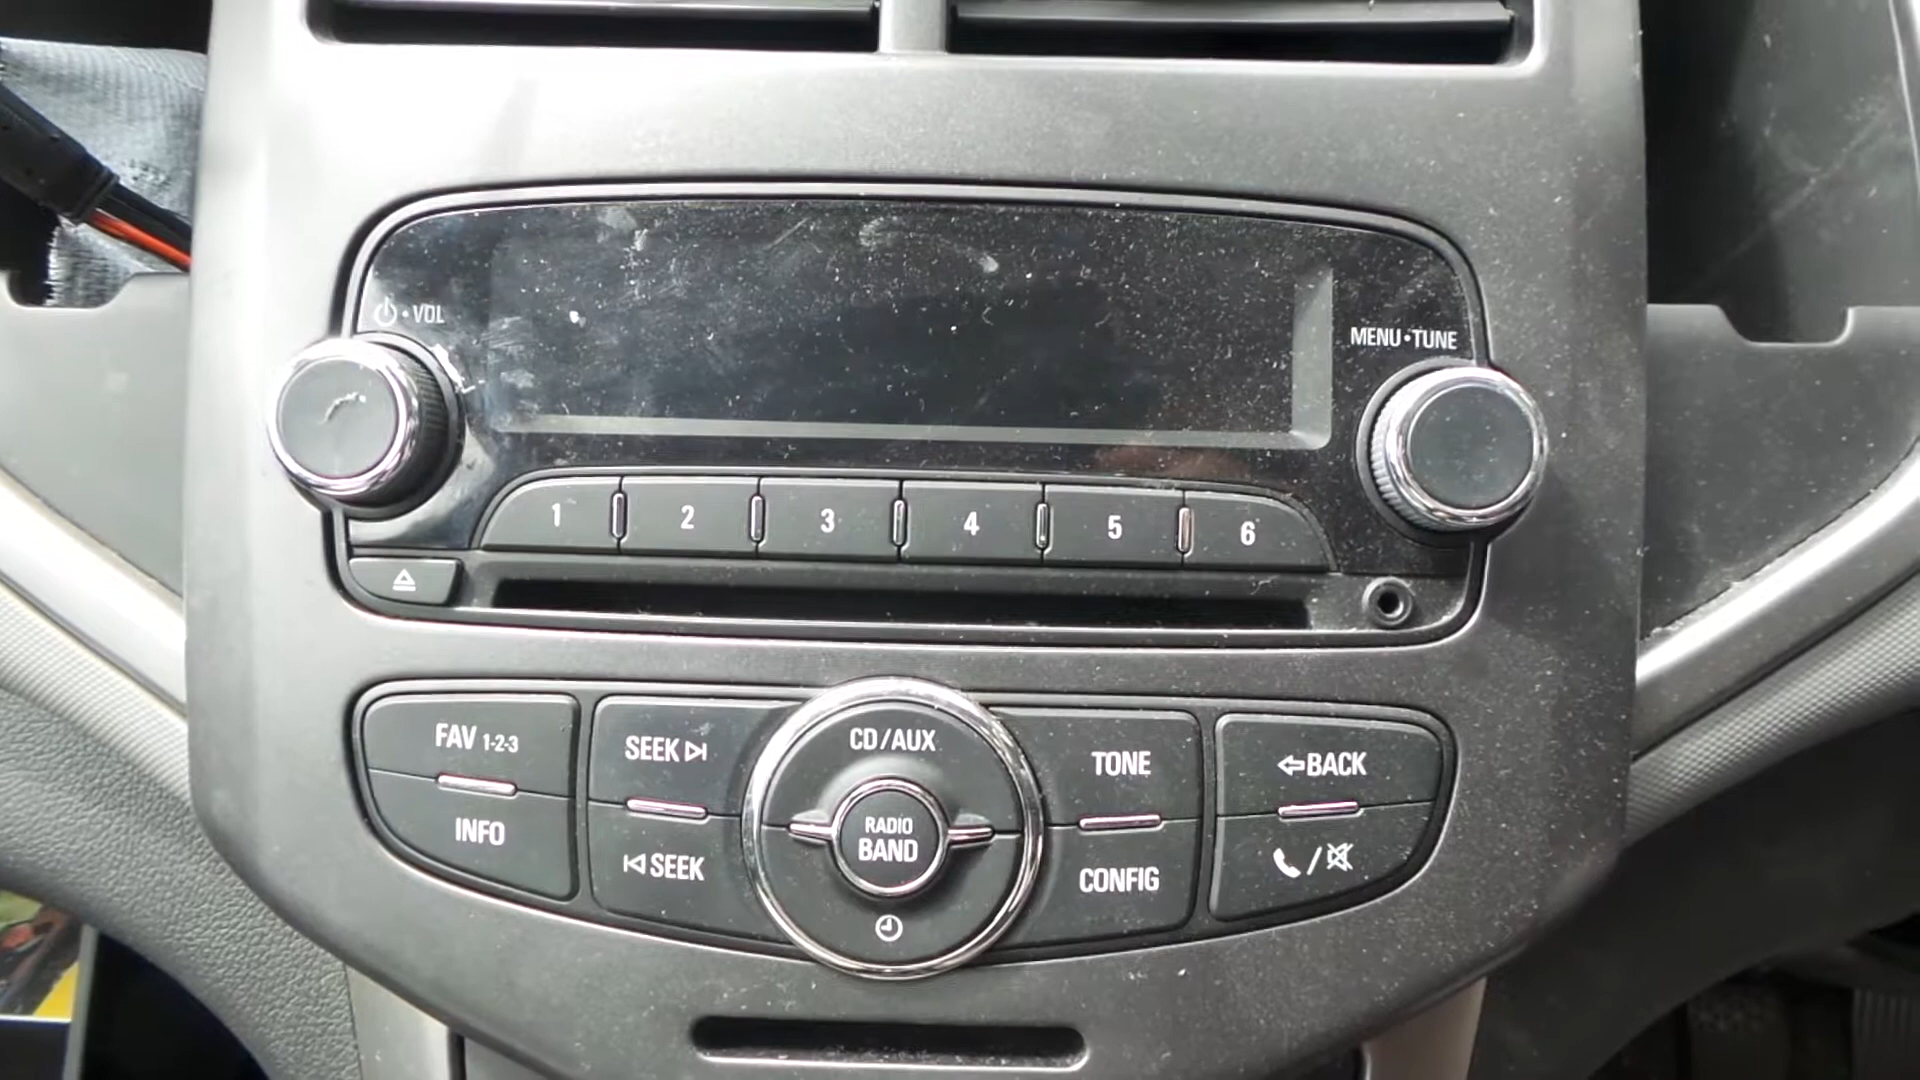 VOL
MENU•TUNE
1 2 3 4 5 6
FAV 1-2-3
SEEK
CD/AUX
TONE
BACK
INFO
SEEK
RADIO
BAND
CONFIG